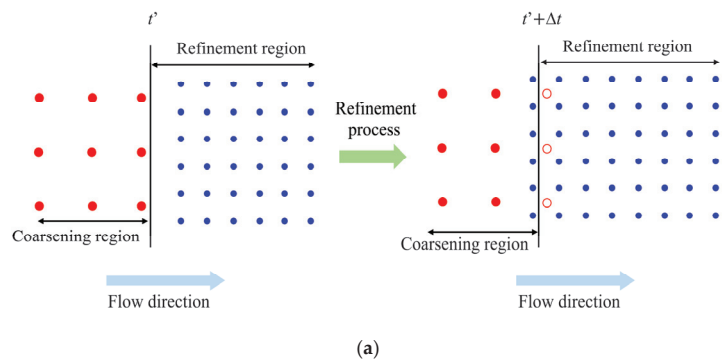 t'
Refinement region
Coarsening region
Flow direction
Refinement
process
t'+Δt
Refinement region
Coarsening region
Flow direction
(a)